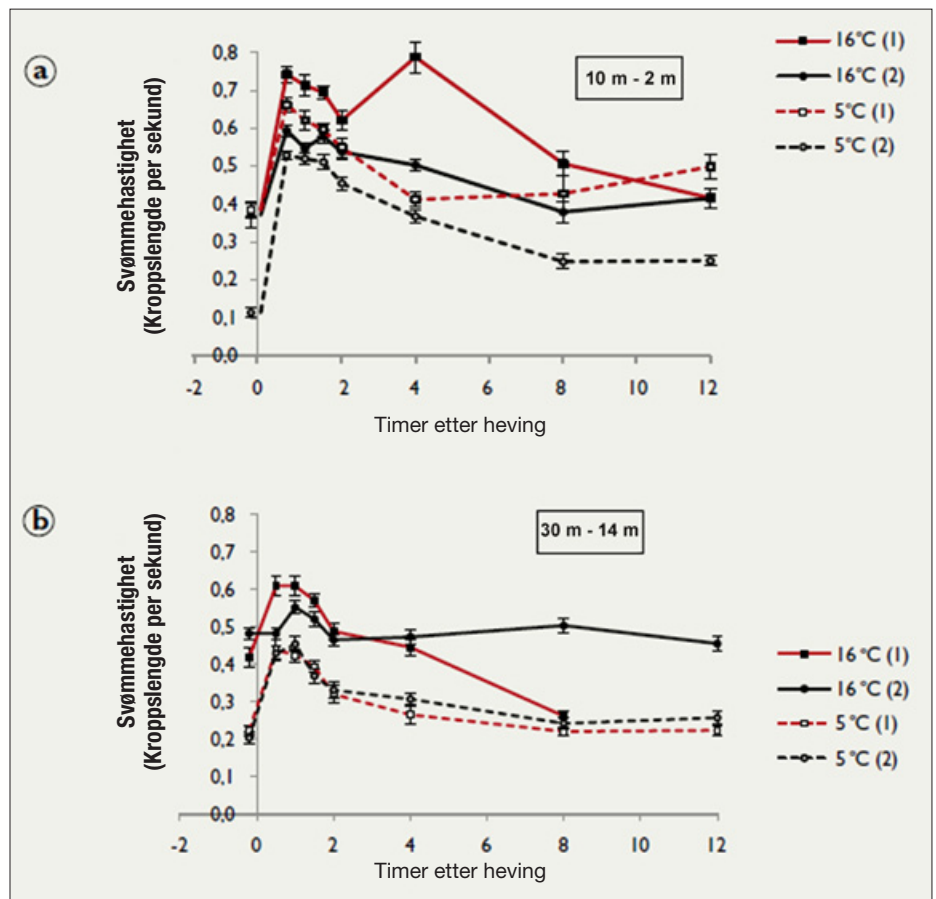 a
10 m - 2 m
16°C (1)
16°C (2)
5°C (1)
5°C (2)
Svømmehastighet
(Kroppslengde per sekund)
0,8
0,7
0,6
0,5
0,4
0,3
0,2
0,1
0,0
-2 0 2 4 6 8 10 12
Timer etter heving
b
30 m - 14 m
Svømmehastighet
(Kroppslengde per sekund)
0,8
0,7
0,6
0,5
0,4
0,3
0,2
0,1
0,0
16°C (1)
16°C (2)
5°C (1)
5°C (2)
-2 0 2 4 6 8 10 12
Timer etter heving